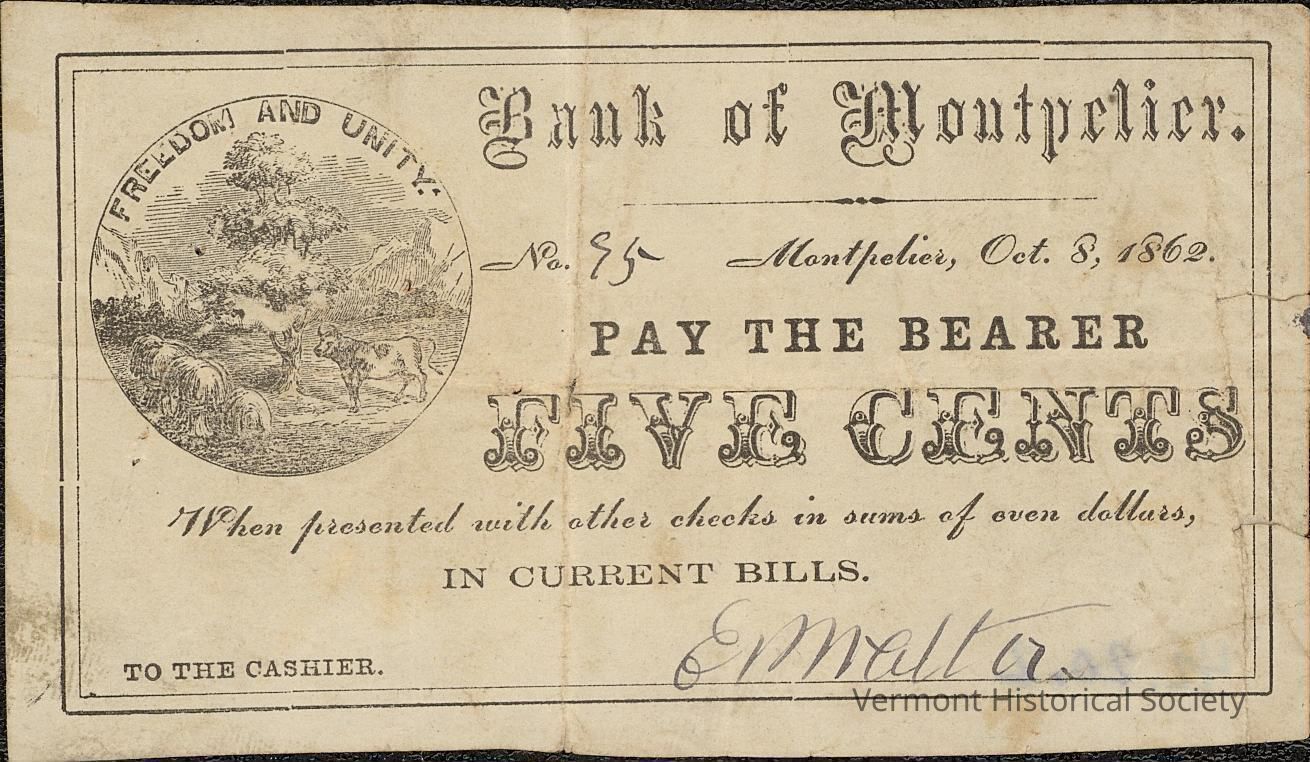 FREEDOM AND UNITY.
Bank of Montpelier.
No. 95 Montpelier, Oct. 8, 1862.
PAY THE BEARER
FIVE CENTS
When presented with other checks in sums of even dollars,
IN CURRENT BILLS.
TO THE CASHIER.
Vermont Historical Society